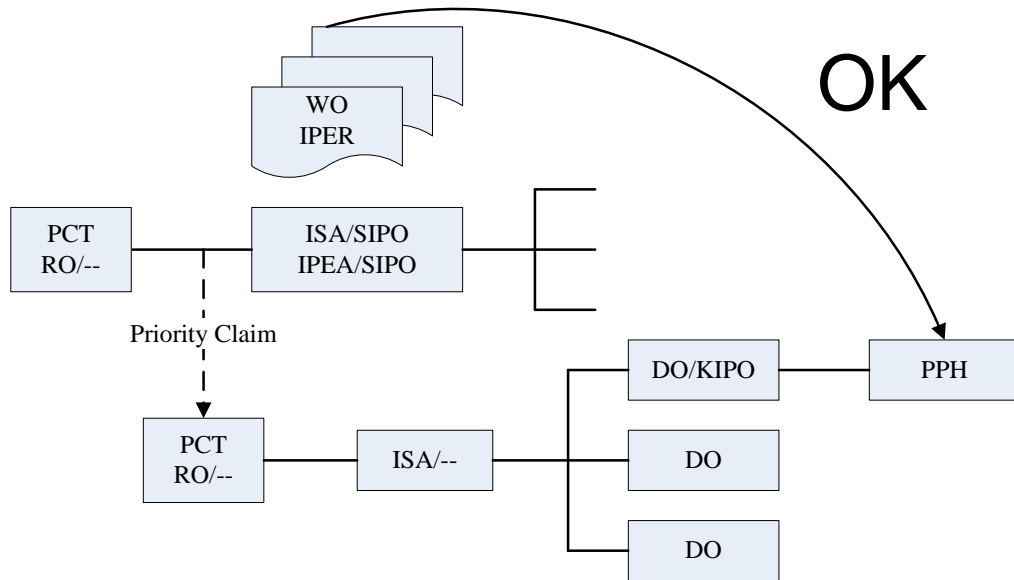 OK
WO
IPER
PCT
RO/--
ISA/SIPO
IPEA/SIPO
Priority Claim
DO/KIPO
PPH
PCT
RO/--
ISA/--
DO
DO